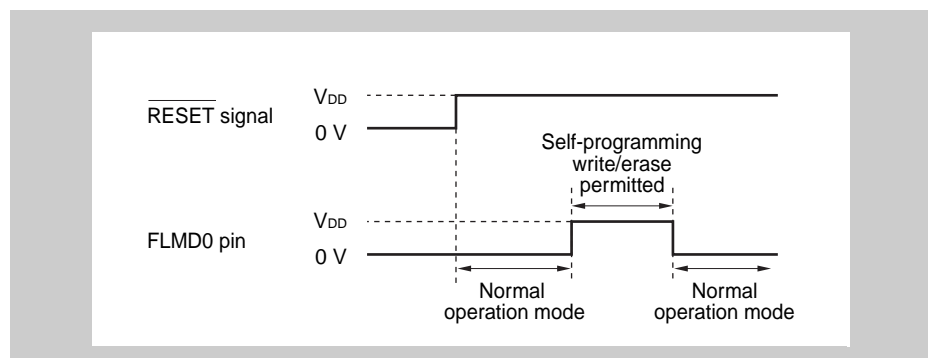 RESET signal
VDD
0 V
Self-programming
write/erase
permitted
FLMD0 pin
VDD
0 V
Normal
operation mode
Normal
operation mode